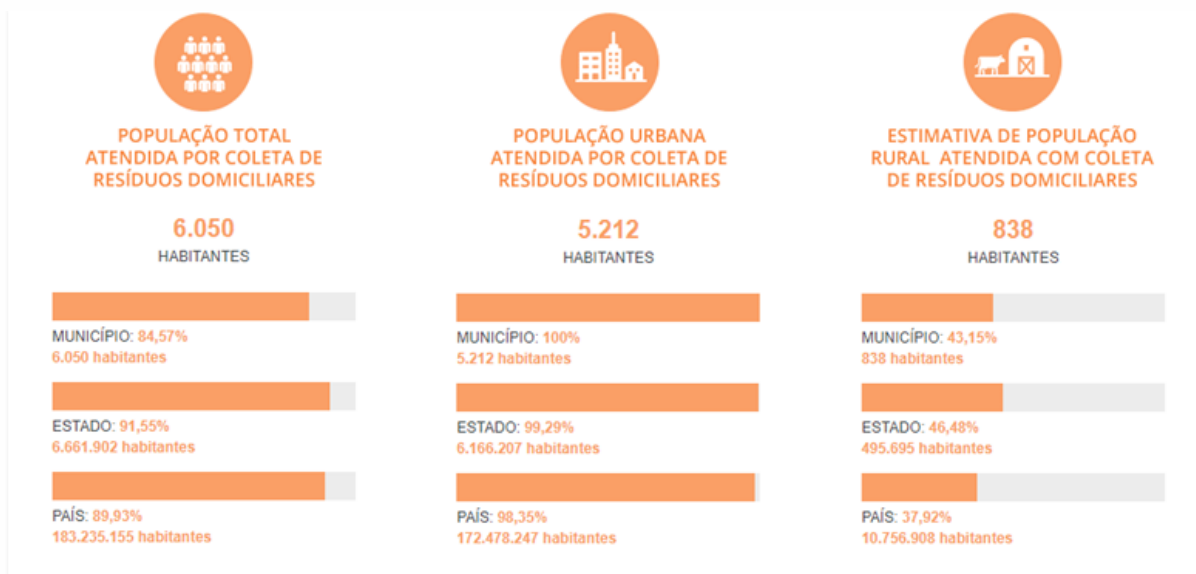 POPULAÇÃO TOTAL
ATENDIDA POR COLETA DE
RESÍDUOS DOMICILIARES
6.050
HABITANTES
MUNICÍPIO: 84,57%
6.050 habitantes
ESTADO: 91,55%
6.661.902 habitantes
PAÍS: 89,93%
183.235.155 habitantes
POPULAÇÃO URBANA
ATENDIDA POR COLETA DE
RESÍDUOS DOMICILIARES
5.212
HABITANTES
MUNICÍPIO: 100%
5.212 habitantes
ESTADO: 99,29%
6.166.207 habitantes
PAÍS: 98,35%
172.478.247 habitantes
ESTIMATIVA DE POPULAÇÃO
RURAL ATENDIDA COM COLETA
DE RESÍDUOS DOMICILIARES
838
HABITANTES
MUNICÍPIO: 43,15%
838 habitantes
ESTADO: 46,48%
495.695 habitantes
PAÍS: 37,92%
10.756.908 habitantes